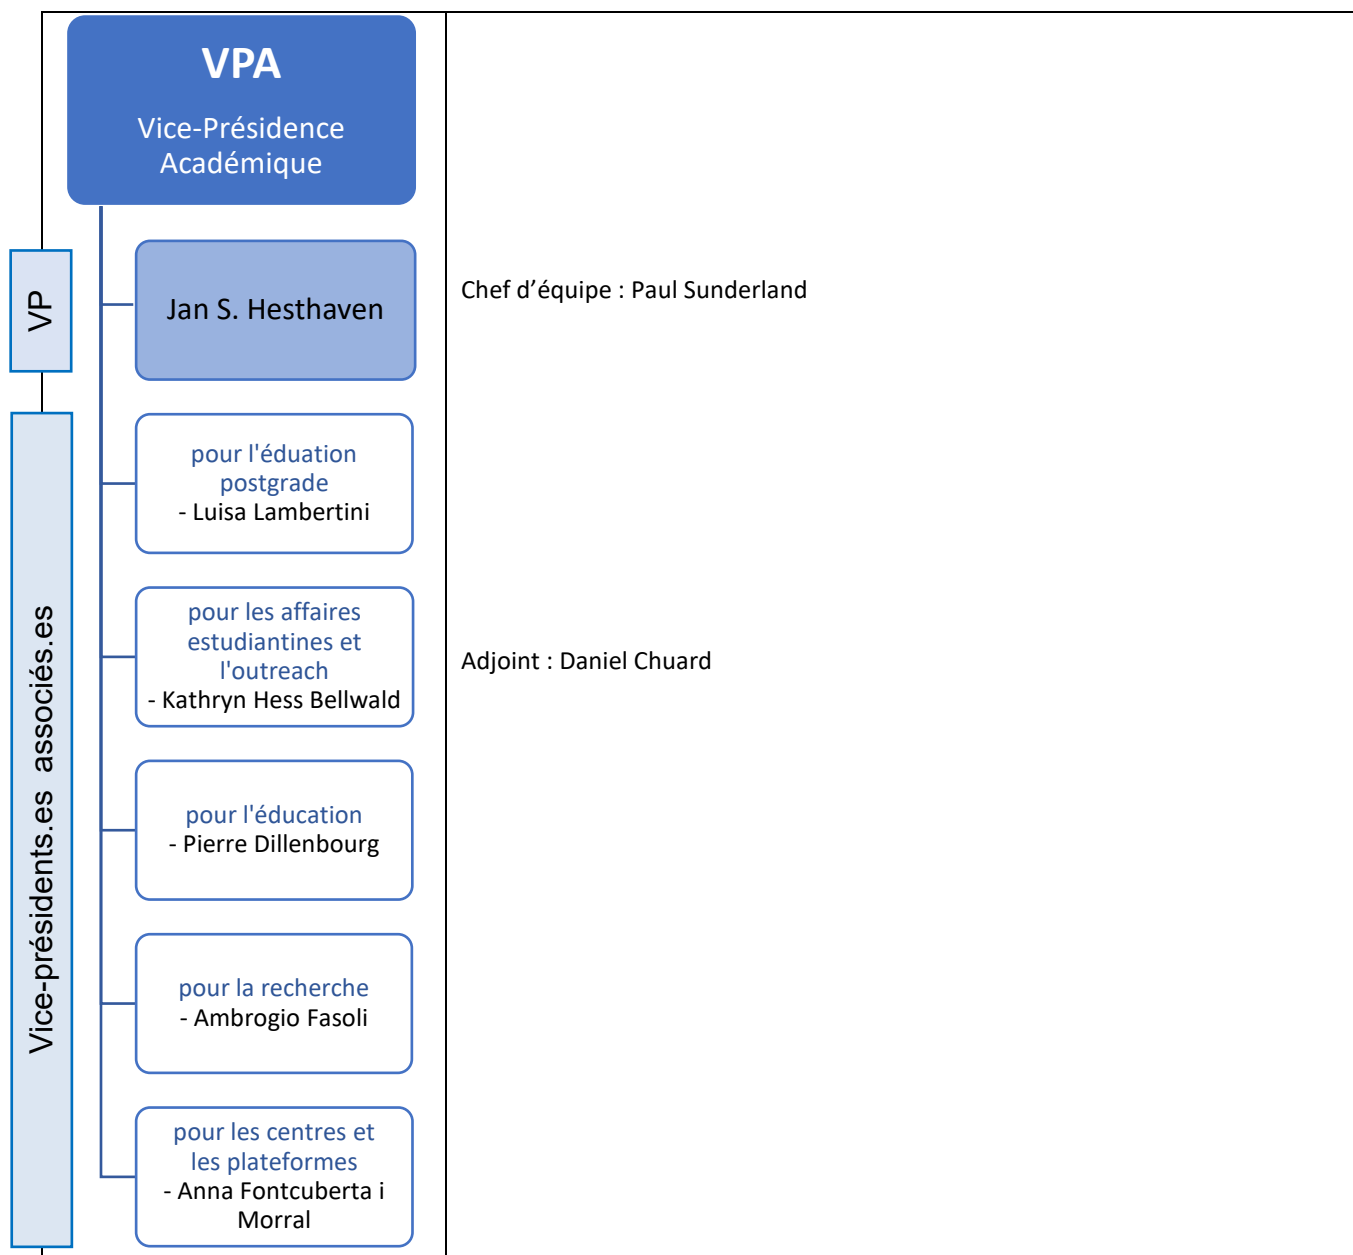 VPA
Vice-Présidence
Académique
VP
Jan S. Hesthaven
Chef d’équipe : Paul Sunderland
Vice-présidents.es associés.es
pour l'éduation
postgrade
- Luisa Lambertini
pour les affaires
estudiantines et
l'outreach
- Kathryn Hess Bellwald
Adjoint : Daniel Chuard
pour l'éducation
- Pierre Dillenbourg
pour la recherche
- Ambrogio Fasoli
pour les centres et
les plateformes
- Anna Fontcuberta i
Morral